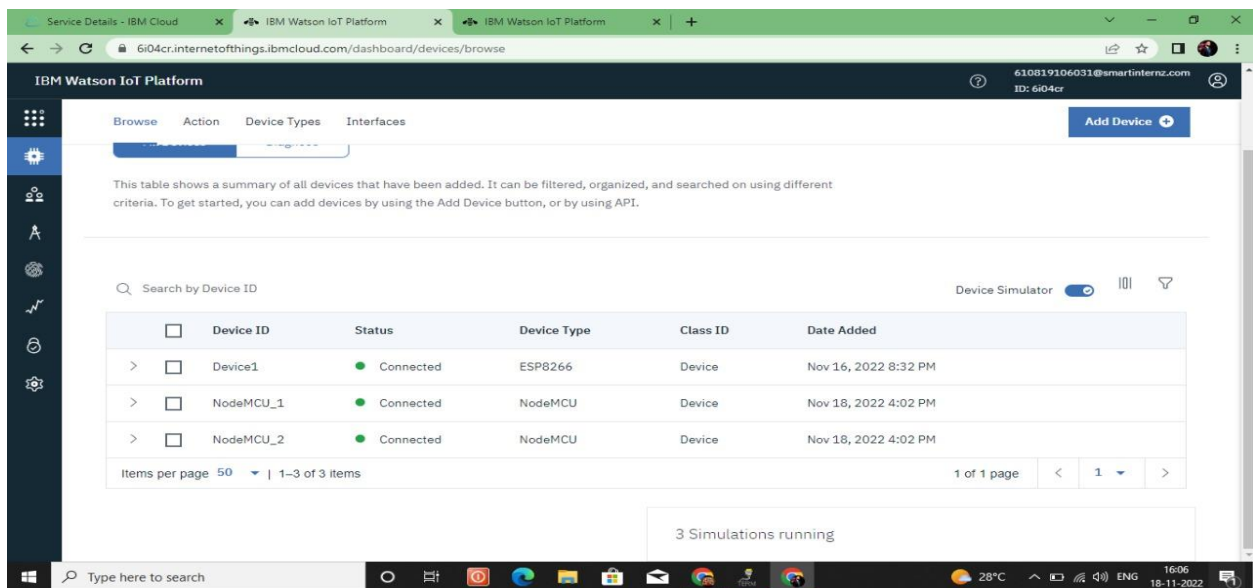 Service Details - IBM Cloud
IBM Watson IoT Platform
IBM Watson IoT Platform
6i04cr.internetofthings.ibmcloud.com/dashboard/devices/browse
IBM Watson IoT Platform
610819106031@smartinternz.com
ID: 6i04cr
Browse Action Device Types Interfaces
Add Device
This table shows a summary of all devices that have been added. It can be filtered, organized, and searched on using different
criteria. To get started, you can add devices by using the Add Device button, or by using API.
Search by Device ID
Device Simulator
Device ID Status Device Type Class ID Date Added
Device1 Connected ESP8266 Device Nov 16, 2022 8:32 PM
NodeMCU_1 Connected NodeMCU Device Nov 18, 2022 4:02 PM
NodeMCU_2 Connected NodeMCU Device Nov 18, 2022 4:02 PM
Items per page 50 | 1–3 of 3 items
1 of 1 page < 1 >
3 Simulations running
Type here to search
28°C ENG
16:06
18-11-2022